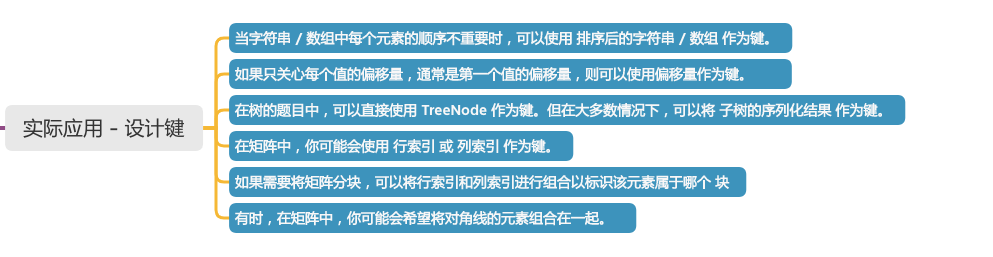 当字符串 / 数组中每个元素的顺序不重要时，可以使用 排序后的字符串 / 数组 作为键。
如果只关心每个值的偏移量，通常是第一个值的偏移量，则可以使用偏移量作为键。
在树的题目中，可以直接使用 TreeNode 作为键。但在大多数情况下，可以将 子树的序列化结果 作为键。
实际应用 - 设计键
在矩阵中，你可能会使用 行索引 或 列索引 作为键。
如果需要将矩阵分块，可以将行索引和列索引进行组合以标识该元素属于哪个 块
有时，在矩阵中，你可能会希望将对角线的元素组合在一起。